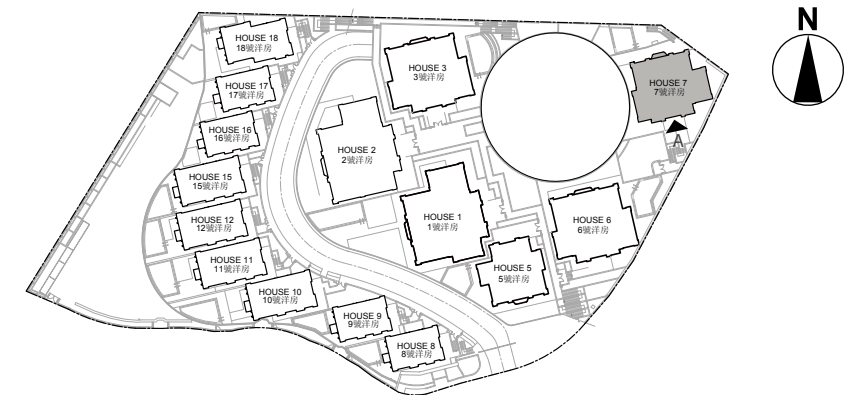 N
HOUSE 18
18號洋房
HOUSE 17
17號洋房
HOUSE 16
16號洋房
HOUSE 15
15號洋房
HOUSE 12
12號洋房
HOUSE 11
11號洋房
HOUSE 10
10號洋房
HOUSE 9
9號洋房
HOUSE 8
8號洋房
HOUSE 3
3號洋房
HOUSE 2
2號洋房
HOUSE 1
1號洋房
HOUSE 5
5號洋房
HOUSE 6
6號洋房
HOUSE 7
7號洋房
A